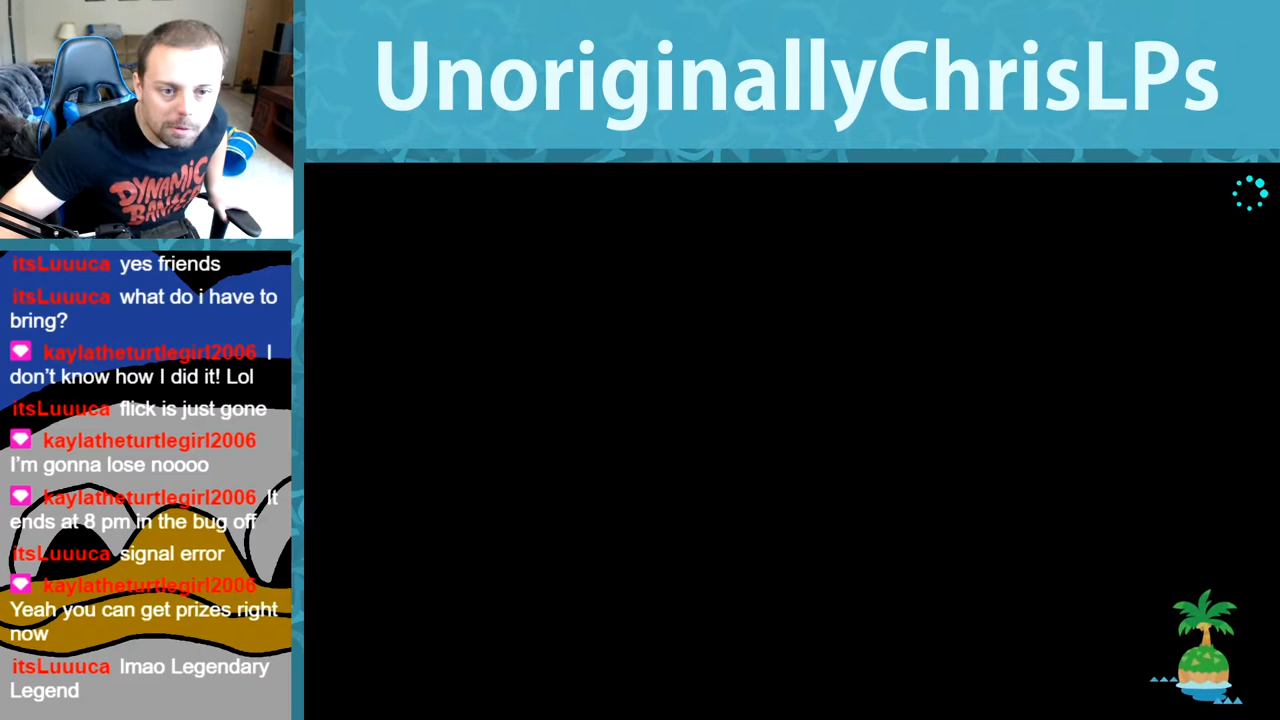 UnoriginallyChrisLPs
DYNAMIC
BANTER
itsLuuuca yes friends
itsLuuuca what do i have to
bring?
kaylatheturtlegirl2006 I
don't know how I did it! Lol
itsLuuuca flick is just gone
kaylatheturtlegirl2006
I'm gonna lose noooo
kaylatheturtlegirl2006 It
ends at 8 pm in the bug off
itsLuuuca signal error
kaylatheturtlegirl2006
Yeah you can get prizes right
now
itsLuuuca lmao Legendary
Legend